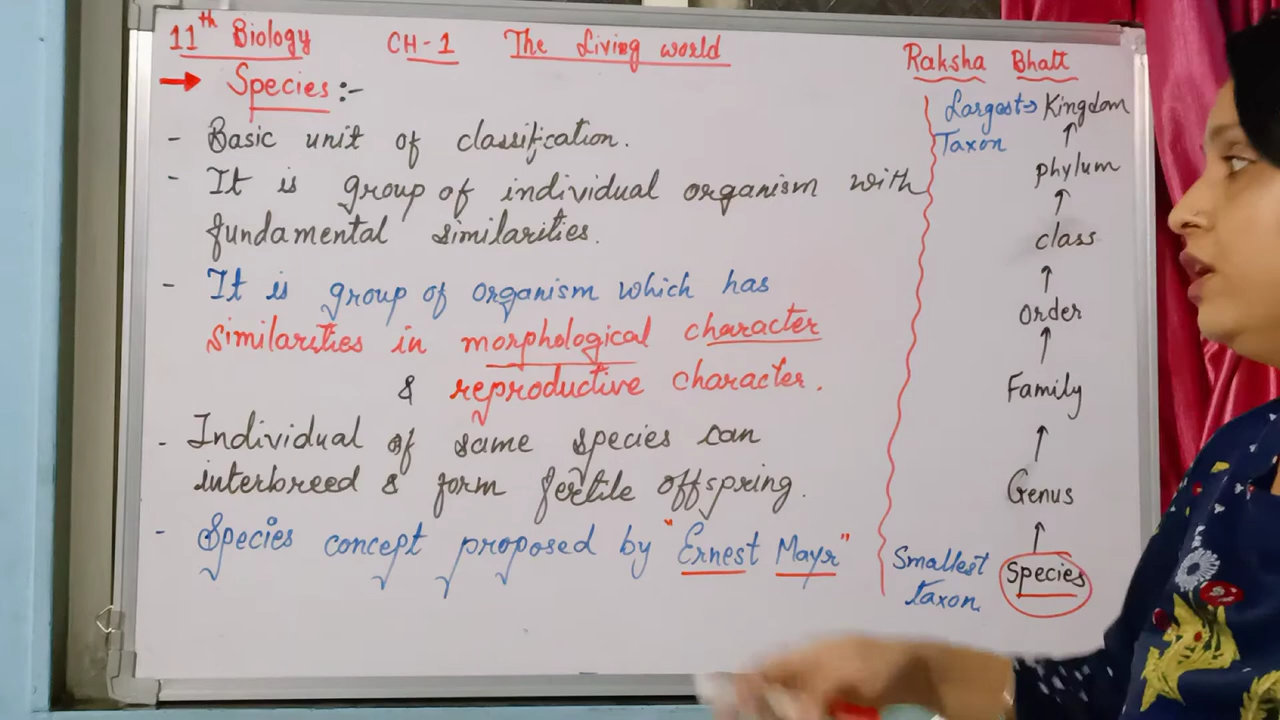 11th Biology CH-1 The Living world
→ Species :-
- Basic unit of classification.
- It is group of individual organism with
fundamental similarities.
- It is group of organism which has
similarities in morphological character
& reproductive character.
- Individual of same species can
interbreed & form fertile offspring.
- Species concept proposed by "Ernest Mayr"
Raksha Bhatt
Largest → Kingdom
Taxon
↑
phylum
↑
class
↑
order
↑
Family
↑
Genus
↑
Smallest Species
taxon